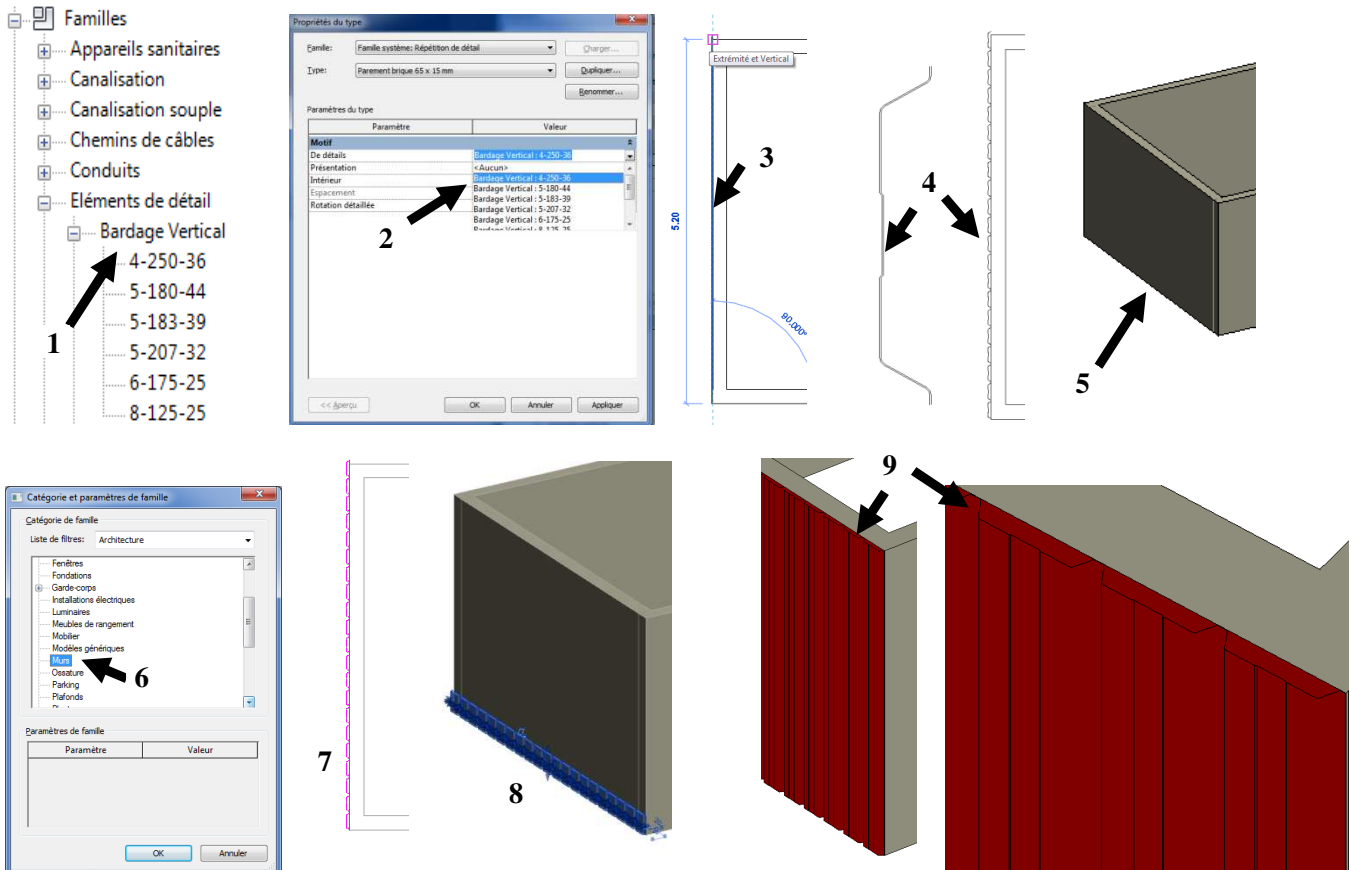 Familles
Appareils sanitaires
Canalisation
Canalisation souple
Chemins de câbles
Conduits
Eléments de détail
Bardage Vertical
4-250-36
5-180-44
5-183-39
5-207-32
6-175-25
8-125-25
1
Propriétés du type
Famille:
Famille système: Répétition de détail
Charger...
Type:
Parement brique 65 x 15 mm
Dupliquer...
Renommer...
Paramètres du type
Paramètre
Valeur
Motif
De détails
Bardage Vertical : 4-250-36
Présentation
<Aucun>
Intérieur
Bardage Vertical : 4-250-36
Espacement
Bardage Vertical : 5-180-44
Rotation détaillée
Bardage Vertical : 5-183-39
Bardage Vertical : 5-207-32
Bardage Vertical : 6-175-25
Bardage Vertical : 8-125-25
2
<< Aperçu
OK
Annuler
Appliquer
Extrémité et Vertical
5.20
90.000°
3
4
5
Catégorie et paramètres de famille
Catégorie de famille
Liste de filtres:
Architecture
Fenêtres
Fondations
Garde-corps
Installations électriques
Luminaires
Meubles de rangement
Mobilier
Modèles génériques
Murs
Ossature
Parking
Plafonds
6
Paramètres de famille
Paramètre
Valeur
OK
Annuler
7
8
9